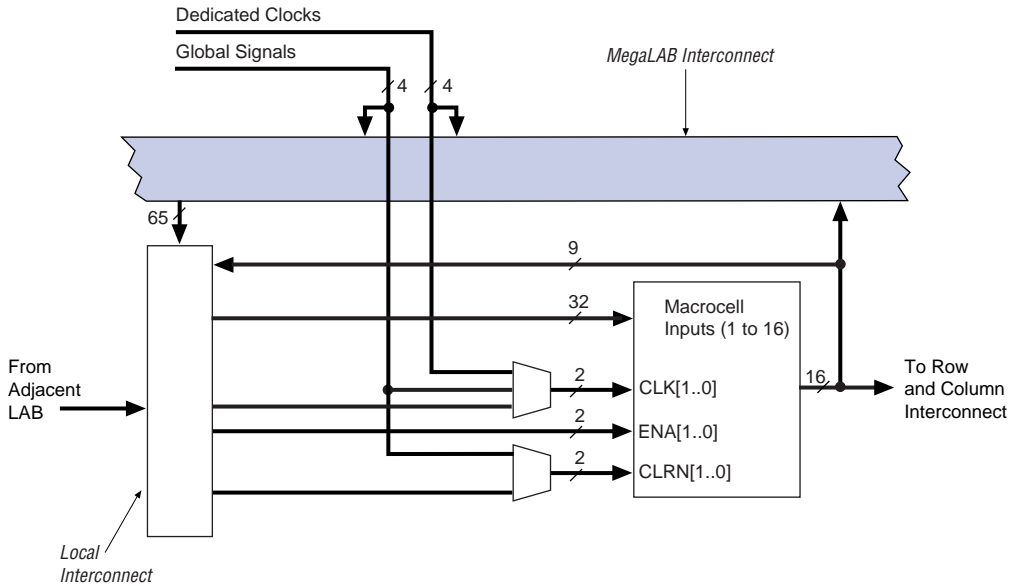 Dedicated Clocks
Global Signals
MegaLAB Interconnect
4
4
65
9
32
Macrocell
Inputs (1 to 16)
From
Adjacent
LAB
2
CLK[1..0]
16
To Row
and Column
Interconnect
2
ENA[1..0]
2
CLRN[1..0]
Local
Interconnect